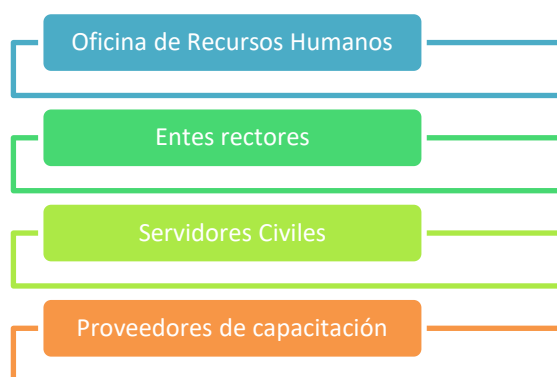 Oficina de Recursos Humanos
Entes rectores
Servidores Civiles
Proveedores de capacitación